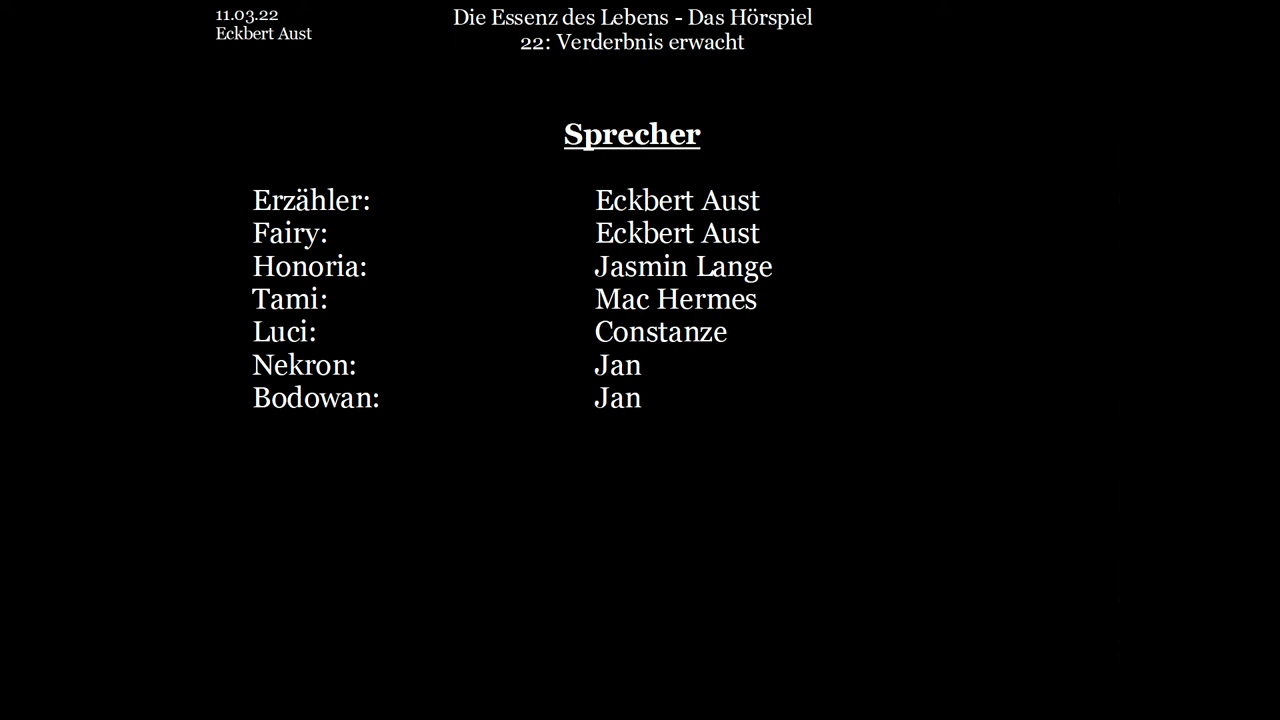 11.03.22
Eckbert Aust
Die Essenz des Lebens - Das Hörspiel
22: Verderbnis erwacht
Sprecher
Erzähler: Eckbert Aust
Fairy: Eckbert Aust
Honoria: Jasmin Lange
Tami: Mac Hermes
Luci: Constanze
Nekron: Jan
Bodowan: Jan